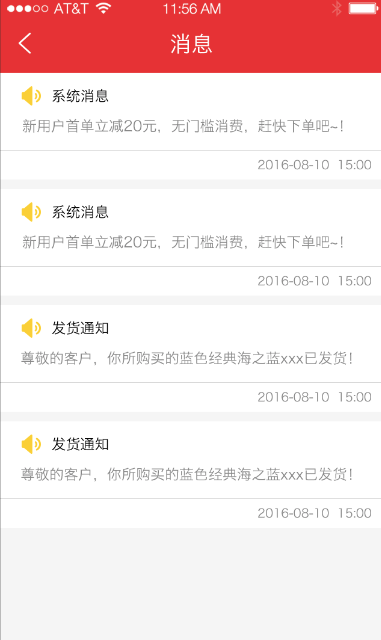 AT&T 11:56 AM
消息
系统消息
新用户首单立减20元，无门槛消费，赶快下单吧~！
2016-08-10 15:00
系统消息
新用户首单立减20元，无门槛消费，赶快下单吧~！
2016-08-10 15:00
发货通知
尊敬的客户，你所购买的蓝色经典海之蓝xxx已发货！
2016-08-10 15:00
发货通知
尊敬的客户，你所购买的蓝色经典海之蓝xxx已发货！
2016-08-10 15:00